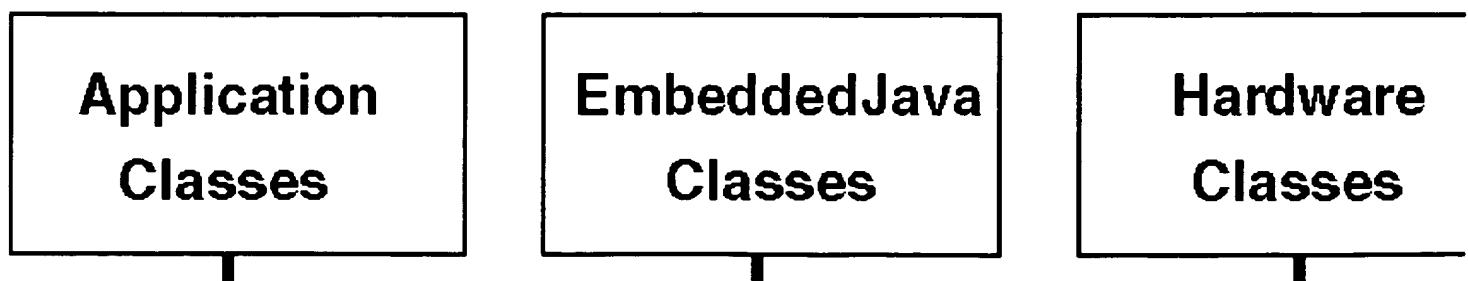 Application
Classes
EmbeddedJava
Classes
Hardware
Classes